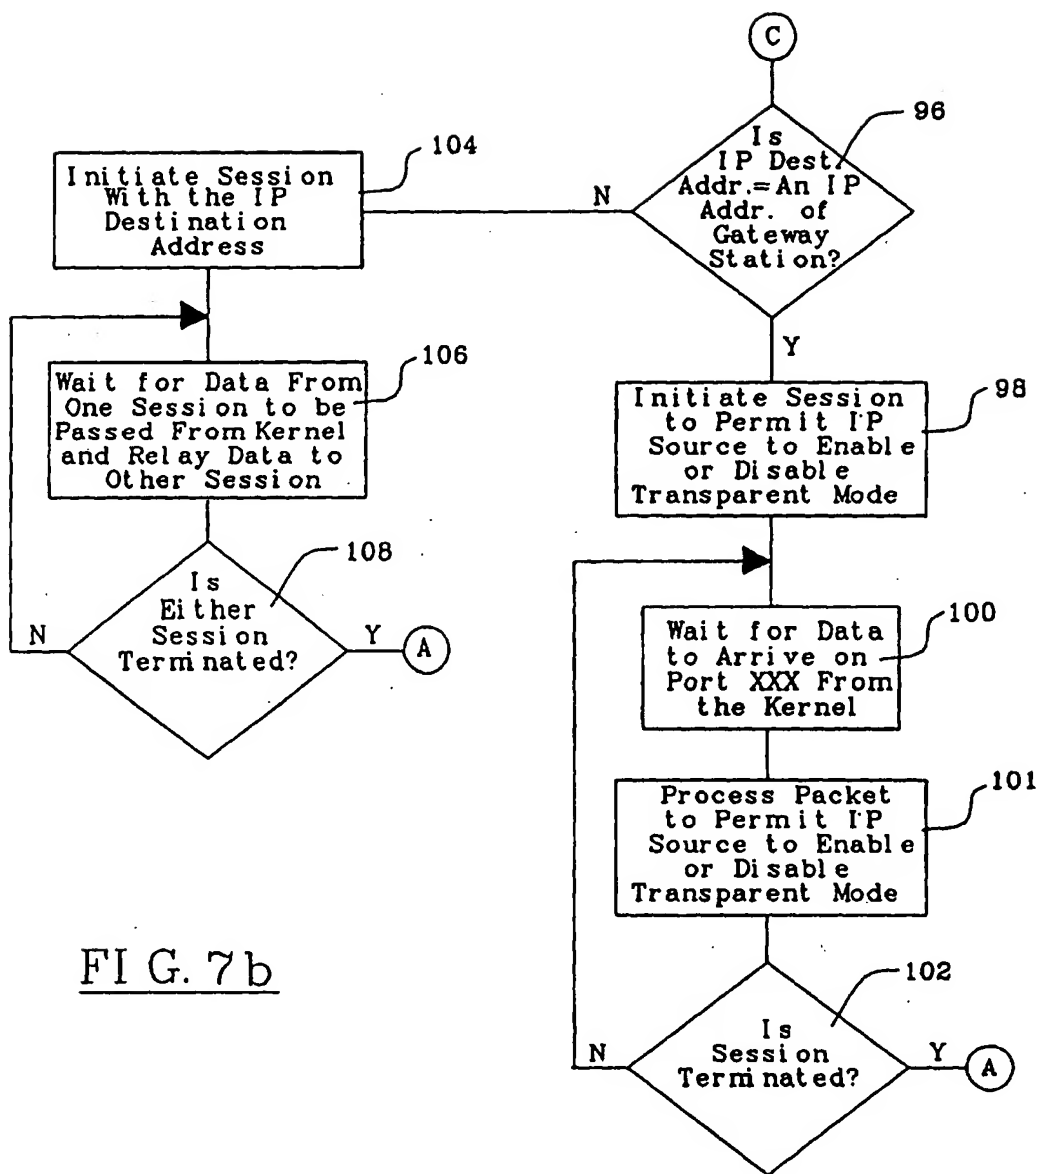 C
96
Is
IP Dest.
Addr.=An IP
Addr. of
Gateway
Station?
N
Y
104
Initiate Session
With the IP
Destination
Address
106
Wait for Data From
One Session to be
Passed From Kernel
and Relay Data to
Other Session
108
Is
Either
Session
Terminated?
N
Y
A
98
Initiate Session
to Permit IP
Source to Enable
or Disable
Transparent Mode
100
Wait for Data
to Arrive on
Port XXX From
the Kernel
101
Process Packet
to Permit IP
Source to Enable
or Disable
Transparent Mode
102
Is
Session
Terminated?
N
Y
A
FIG. 7b